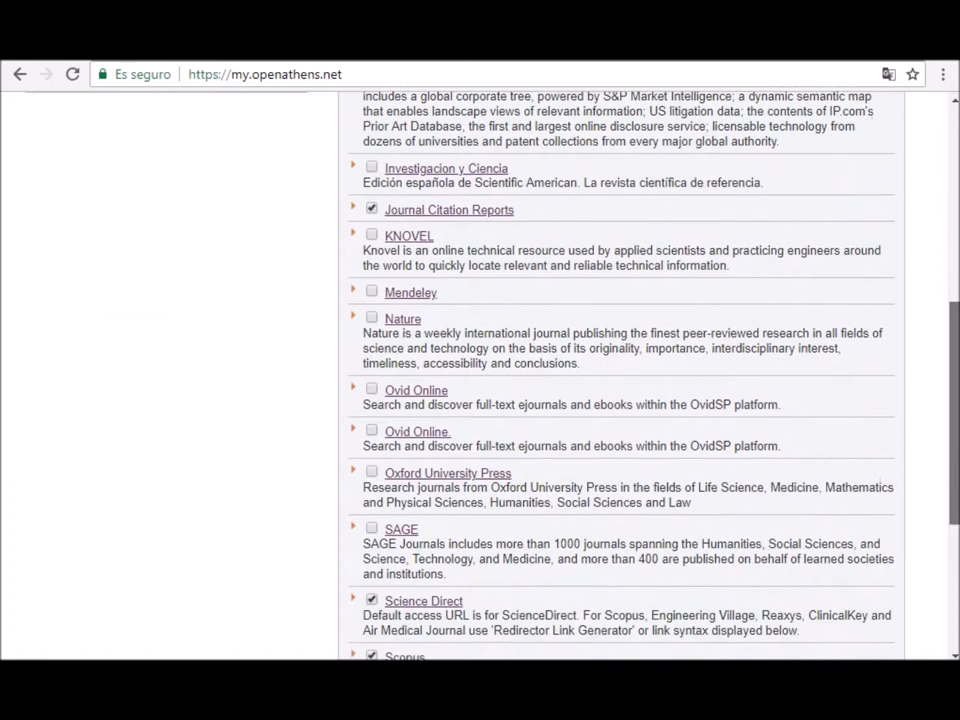 Es seguro
https://my.openathens.net
includes a global corporate tree, powered by S&P Market Intelligence; a dynamic semantic map
that enables landscape views of relevant information; US litigation data; the contents of IP.com's
Prior Art Database, the first and largest online disclosure service; licensable technology from
dozens of universities and patent collections from every major global authority.
Investigacion y Ciencia
Edición española de Scientific American. La revista científica de referencia.
Journal Citation Reports
KNOVEL
Knovel is an online technical resource used by applied scientists and practicing engineers around
the world to quickly locate relevant and reliable technical information.
Mendeley
Nature
Nature is a weekly international journal publishing the finest peer-reviewed research in all fields of
science and technology on the basis of its originality, importance, interdisciplinary interest,
timeliness, accessibility and conclusions.
Ovid Online
Search and discover full-text ejournals and ebooks within the OvidSP platform.
Ovid Online.
Search and discover full-text ejournals and ebooks within the OvidSP platform.
Oxford University Press
Research journals from Oxford University Press in the fields of Life Science, Medicine, Mathematics
and Physical Sciences, Humanities, Social Sciences and Law
SAGE
SAGE Journals includes more than 1000 journals spanning the Humanities, Social Sciences, and
Science, Technology, and Medicine, and more than 400 are published on behalf of learned societies
and institutions.
Science Direct
Default access URL is for ScienceDirect. For Scopus, Engineering Village, Reaxys, ClinicalKey and
Air Medical Journal use 'Redirector Link Generator' or link syntax displayed below.
Scopus